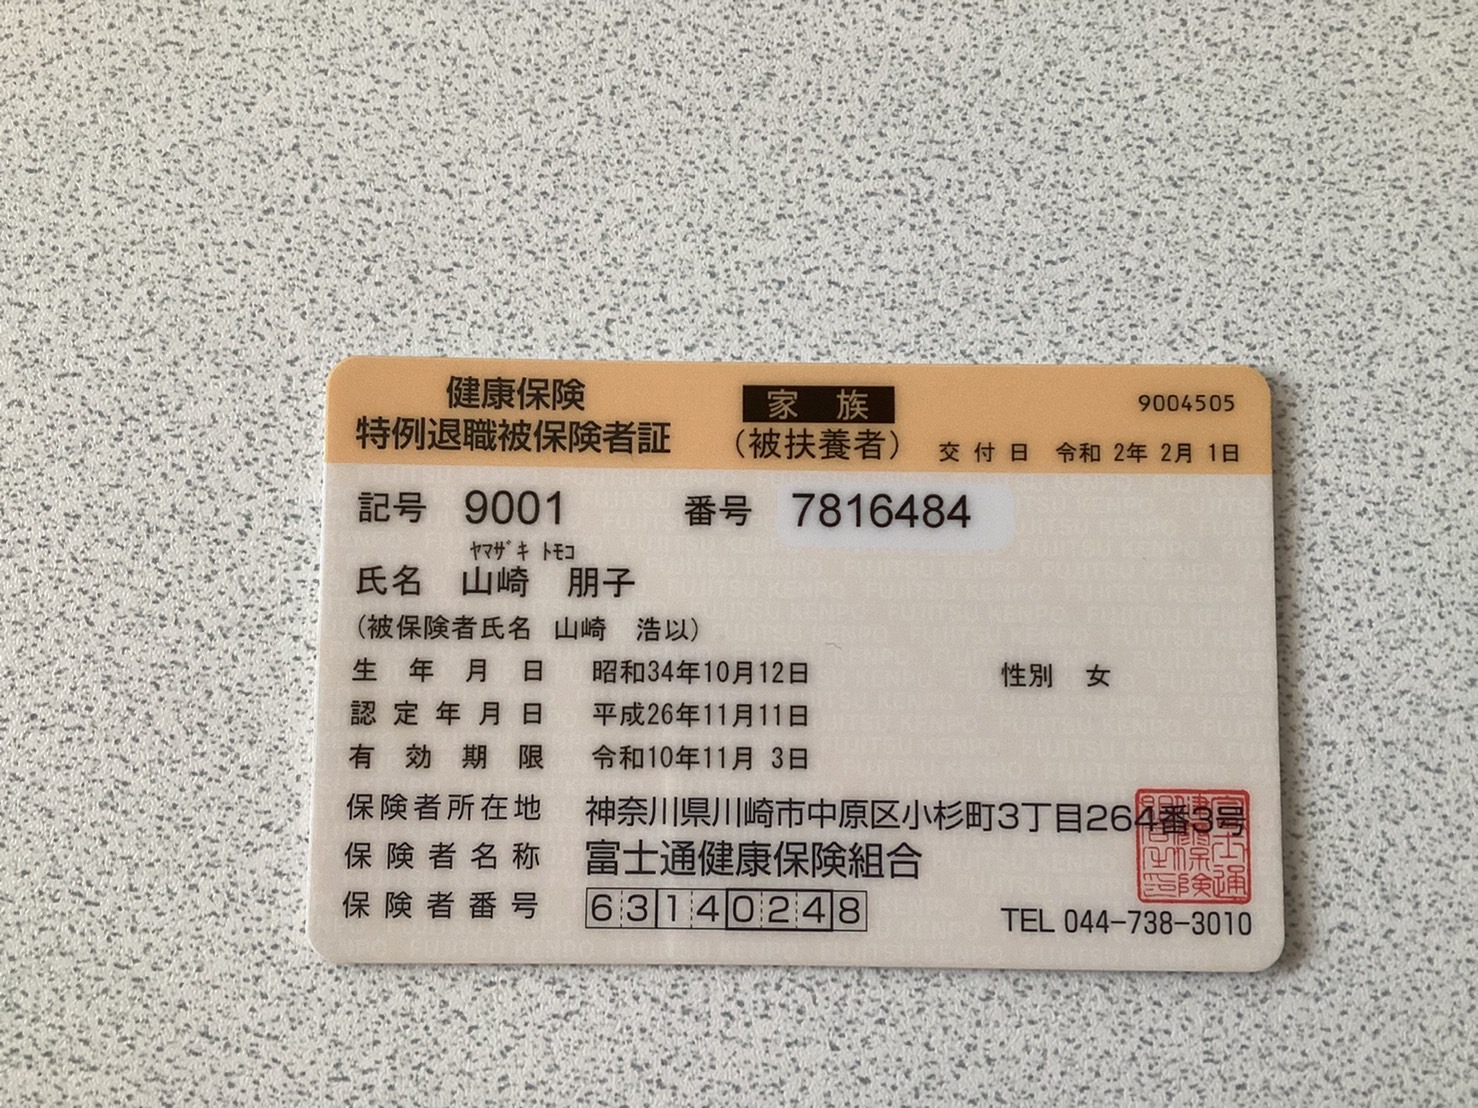 健康保険
特例退職被保険者証
家 族
(被扶養者)
9004505
交付日 令和 2年 2月 1日
記号 9001 番号 7816484
ヤマザキ トモコ
氏名 山崎 朋子
(被保険者氏名 山崎 浩以)
生年月日 昭和34年10月12日 性別 女
認定年月日 平成26年11月11日
有効期限 令和10年11月 3日
保険者所在地 神奈川県川崎市中原区小杉町3丁目264番3号
保険者名称 富士通健康保険組合
保険者番号 63140248
TEL 044-738-3010